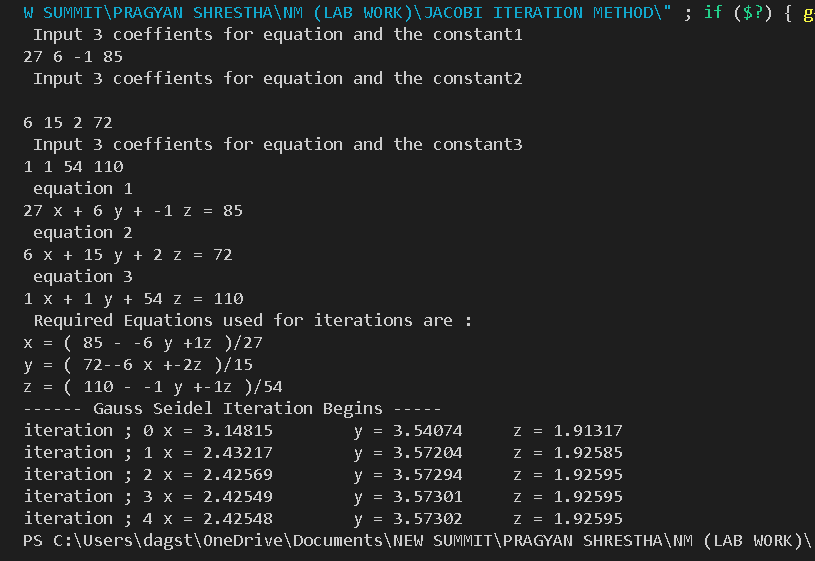 W SUMMIT\PRAGYAN SHRESTHA\NM (LAB WORK)\JACOBI ITERATION METHOD\" ; if ($?) { g
Input 3 coeffients for equation and the constant1
27 6 -1 85
Input 3 coeffients for equation and the constant2
6 15 2 72
Input 3 coeffients for equation and the constant3
1 1 54 110
equation 1
27 x + 6 y + -1 z = 85
equation 2
6 x + 15 y + 2 z = 72
equation 3
1 x + 1 y + 54 z = 110
Required Equations used for iterations are :
x = ( 85 - -6 y +1z )/27
y = ( 72--6 x +-2z )/15
z = ( 110 - -1 y +-1z )/54
------ Gauss Seidel Iteration Begins -----
iteration ; 0 x = 3.14815 y = 3.54074 z = 1.91317
iteration ; 1 x = 2.43217 y = 3.57204 z = 1.92585
iteration ; 2 x = 2.42569 y = 3.57294 z = 1.92595
iteration ; 3 x = 2.42549 y = 3.57301 z = 1.92595
iteration ; 4 x = 2.42548 y = 3.57302 z = 1.92595
PS C:\Users\dagst\OneDrive\Documents\NEW SUMMIT\PRAGYAN SHRESTHA\NM (LAB WORK)\